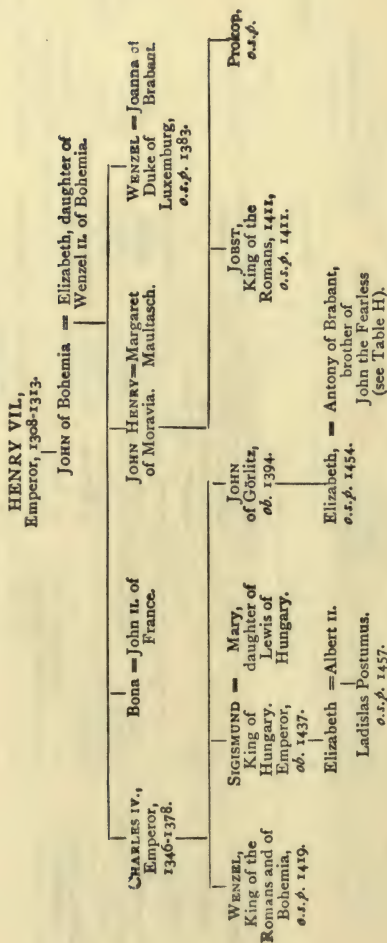 HENRY VII.,
Emperor, 1308-1313.
JOHN of Bohemia = Elizabeth, daughter of
Wenzel II. of Bohemia.
CHARLES IV.,
Emperor,
1346-1378.
Bona = John II. of
France.
JOHN HENRY = Margaret
of Moravia. Maultasch.
WENZEL = Joanna of
Duke of Brabant.
Luxemburg,
o.s.p. 1383.
WENZEL,
King of the
Romans and of
Bohemia,
o.s.p. 1419.
SIGISMUND = Mary,
King of daughter of
Hungary. Lewis of
Emperor, Hungary.
ob. 1437.
JOHN
of Görlitz,
ob. 1394.
JOBST,
King of the
Romans, 1411,
o.s.p. 1411.
Prokop,
o.s.p.
Elizabeth = Albert II.
Ladislas Postumus.
o.s.p. 1457.
Elizabeth, = Antony of Brabant,
o.s.p. 1454. brother of
John the Fearless
(see Table H).